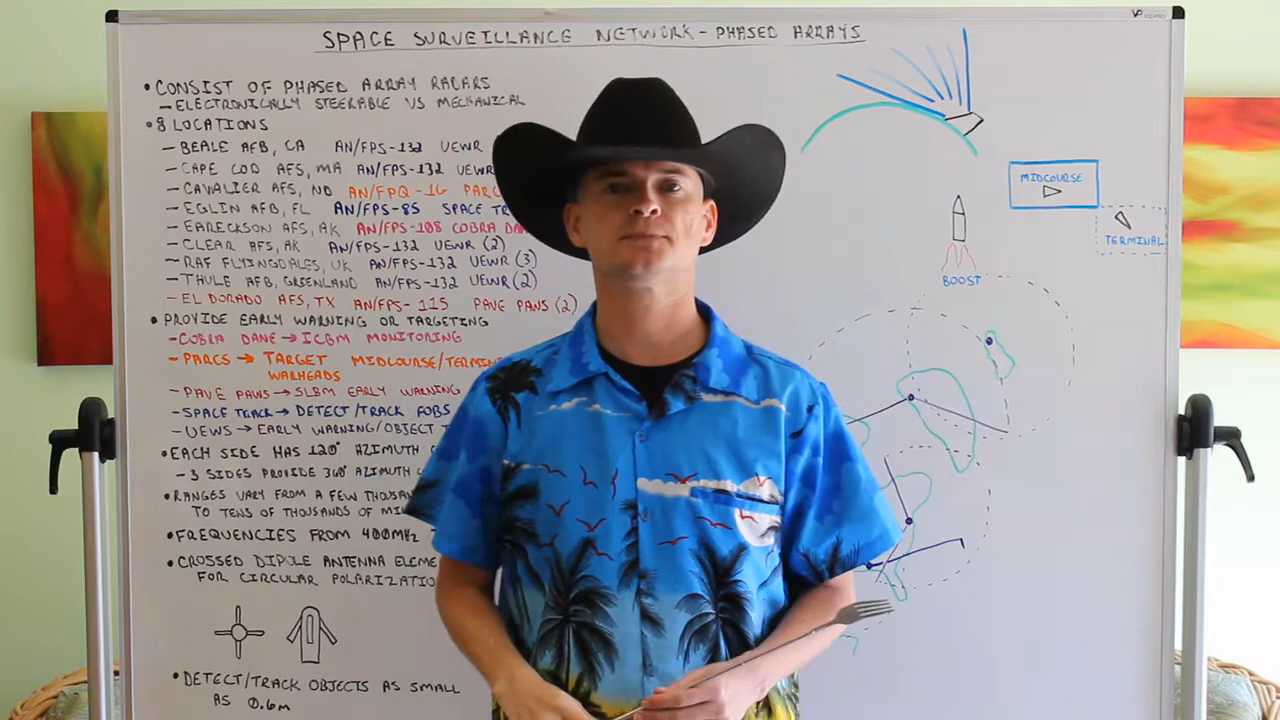 SPACE SURVEILLANCE NETWORK - PHASED ARRAYS
• CONSIST OF PHASED ARRAY RADARS
- ELECTRONICALLY STEERABLE VS MECHANICAL
• 8 LOCATIONS
- BEALE AFB, CA AN/FPS-132 UEWR
- CAPE COD AFS, MA AN/FPS-132 UEWR
- CAVALIER AFS, ND AN/FPQ-16 PARC
- EGLIN AFB, FL AN/FPS-85 SPACE TR
- EARECKSON AFS, AK AN/FPS-108 COBRA DAN
- CLEAR AFS, AK AN/FPS-132 UEWR (2)
- RAF FLYINGDALES, UK AN/FPS-132 UEWR (3)
- THULE AFB, GREENLAND AN/FPS-132 UEWR (2)
- EL DORADO AFS, TX AN/FPS-115 PAVE PAWS (2)
• PROVIDE EARLY WARNING OR TARGETING
- COBRA DANE → ICBM MONITORING
- PARCS → TARGET MIDCOURSE/TERMIN
WARHEADS
- PAVE PAWS → SLBM EARLY WARNING
- SPACE TRACK → DETECT/TRACK FOBS
- UEWS → EARLY WARNING/OBJECT T
• EACH SIDE HAS 120° AZIMUTH
- 3 SIDES PROVIDE 360° AZIMUTH
• RANGES VARY FROM A FEW THOUSAN
TO TENS OF THOUSANDS OF MI
• FREQUENCIES FROM 400MHz
• CROSSED DIPOLE ANTENNA ELEME
FOR CIRCULAR POLARIZATIO
• DETECT/TRACK OBJECTS AS SMALL
AS 0.6m
MIDCOURSE
TERMINAL
BOOST